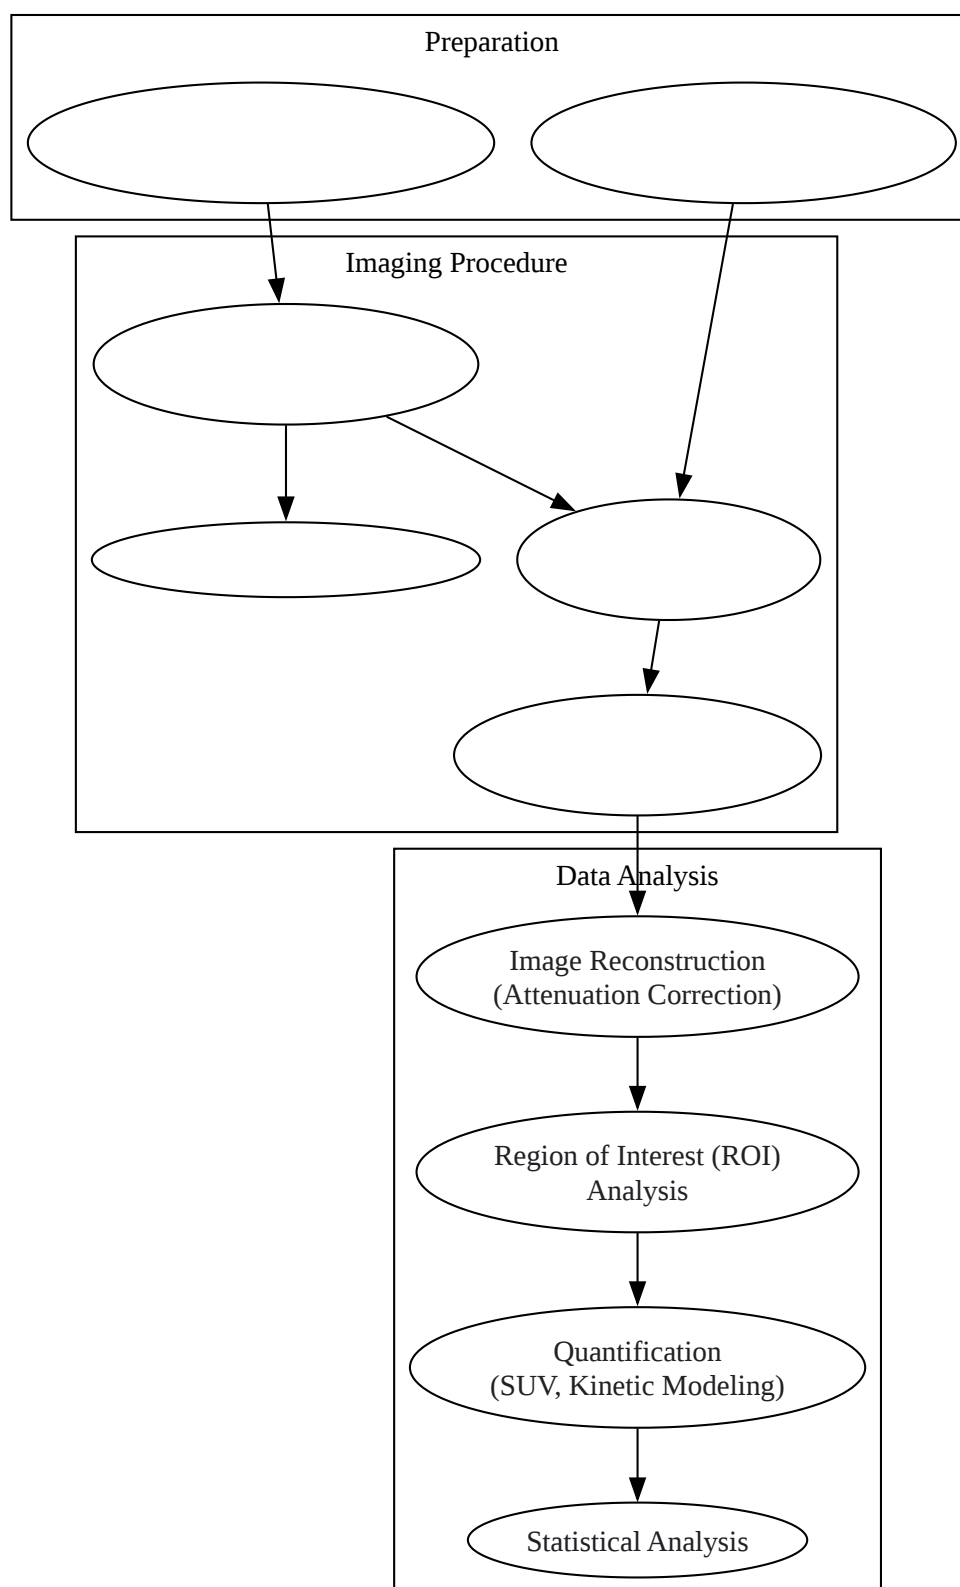 Preparation
Imaging Procedure
Data Analysis
Image Reconstruction
(Attenuation Correction)
Region of Interest (ROI)
Analysis
Quantification
(SUV, Kinetic Modeling)
Statistical Analysis